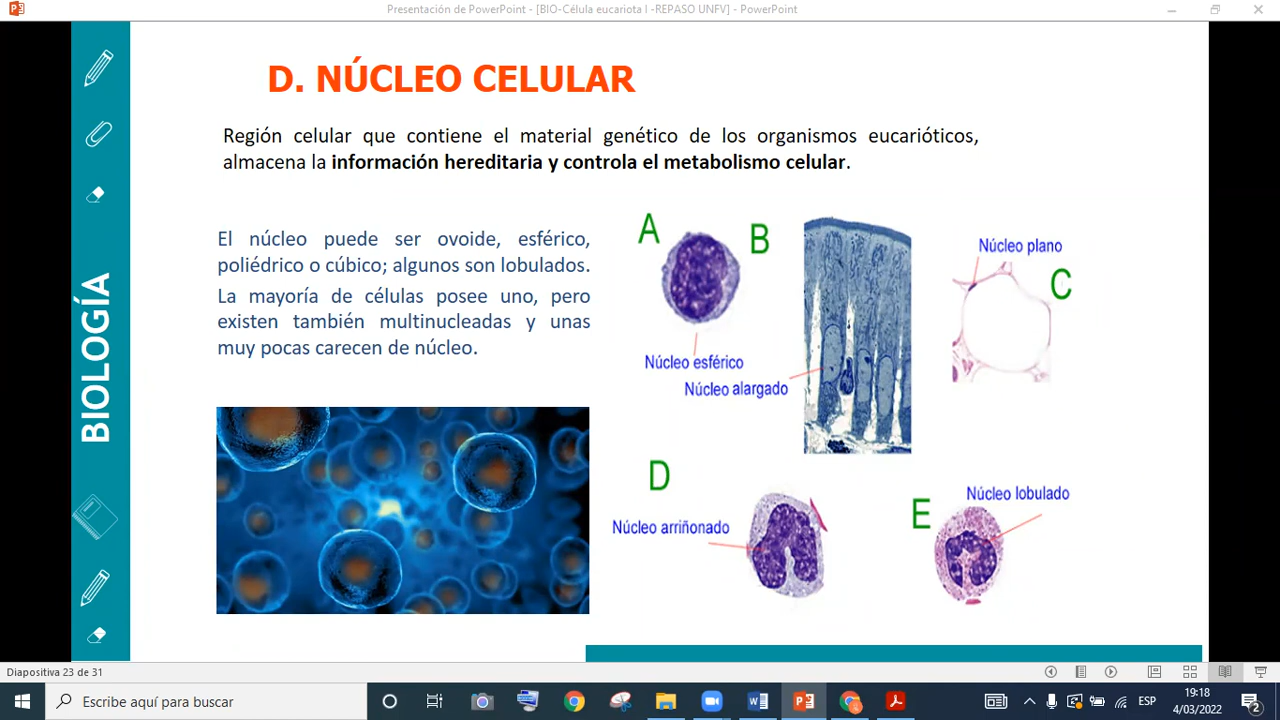 Presentación de PowerPoint - [BIO-Célula eucariota I -REPASO UNFV] - PowerPoint
D. NÚCLEO CELULAR
Región celular que contiene el material genético de los organismos eucarióticos,
almacena la información hereditaria y controla el metabolismo celular.
El núcleo puede ser ovoide, esférico,
poliédrico o cúbico; algunos son lobulados.
La mayoría de células posee uno, pero
existen también multinucleadas y unas
muy pocas carecen de núcleo.
BIOLOGÍA
A
Núcleo esférico
B
Núcleo alargado
Núcleo plano
C
D
Núcleo arriñonado
E
Núcleo lobulado
Diapositiva 23 de 31
Escribe aquí para buscar
ESP
19:18
4/03/2022
2